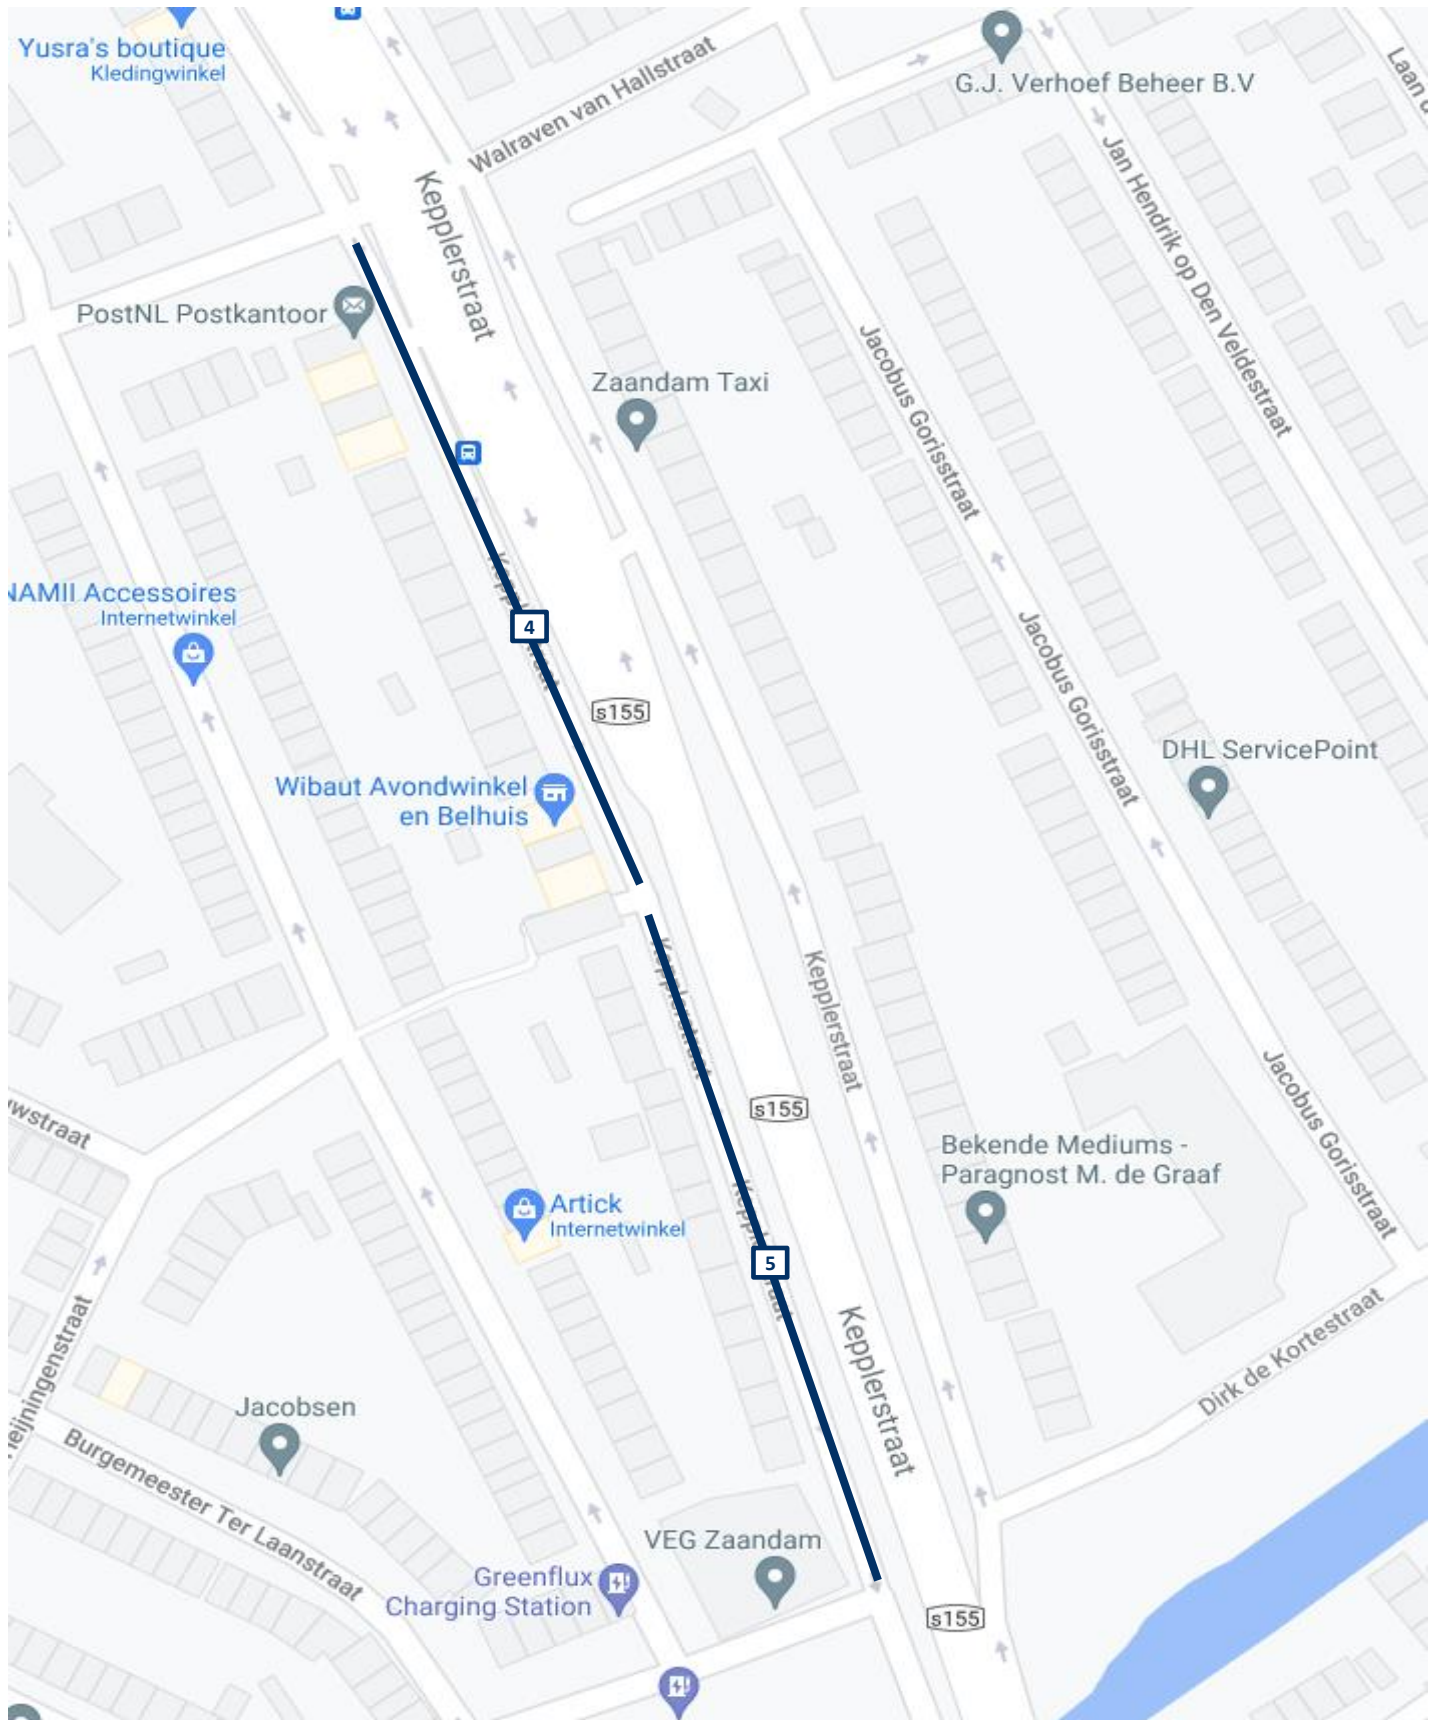 Yusra's boutique
Kledingwinkel
Walraven van Hallstraat
G.J. Verhoef Beheer B.V
Jan Hendrik op Den Veldestraat
Kepplerstraat
PostNL Postkantoor
Zaandam Taxi
Jacobus Gorisstraat
NAMII Accessoires
Internetwinkel
4
s155
Jacobus Gorisstraat
DHL ServicePoint
Wibaut Avondwinkel
en Belhuis
Kepplerstraat
Kepplerstraat
s155
Jacobus Gorisstraat
wstraat
Bekende Mediums -
Paragnost M. de Graaf
Artick
Internetwinkel
5
Kepplerstraat
Dirk de Kortestraat
eijningenstraat
Jacobsen
Burgemeester Ter Laanstraat
VEG Zaandam
Greenflux
Charging Station
s155